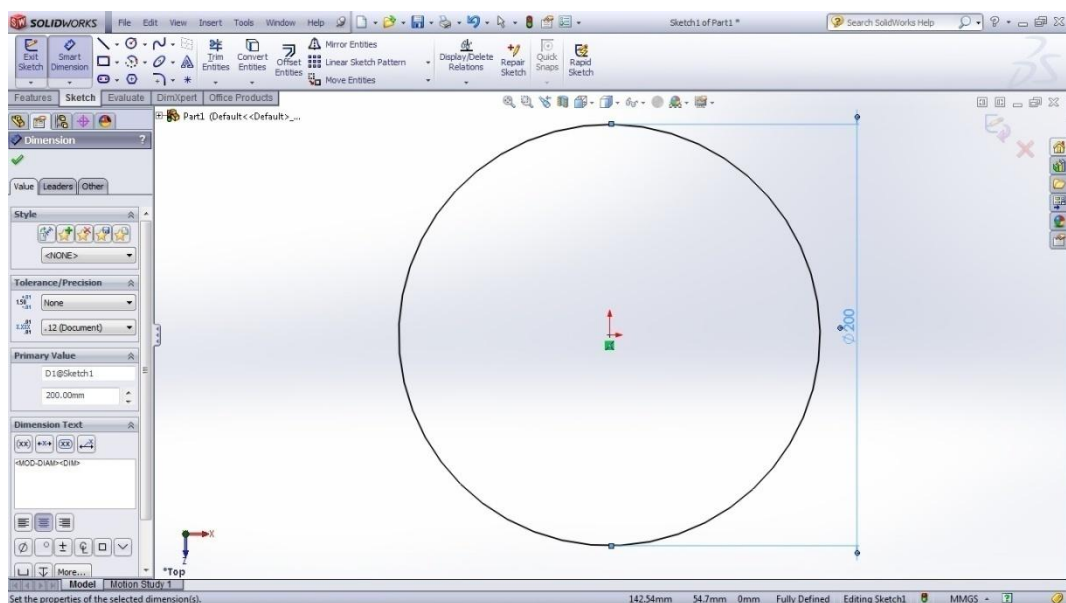 SOLIDWORKS File Edit View Insert Tools Window Help Sketch1 of Part1 * Search SolidWorks Help
Exit Sketch Smart Dimension Trim Entities Convert Entities Offset Entities Mirror Entities Linear Sketch Pattern Move Entities Display/Delete Relations Repair Sketch Quick Snaps Rapid Sketch
Features Sketch Evaluate DimXpert Office Products
Part1 (Default<<Default>_...
Dimension ?
Value Leaders Other
Style
<NONE>
Tolerance/Precision
None
.12 (Document)
Primary Value
D1@Sketch1
200.00mm
Dimension Text
<MOD-DIAM><DIM>
More...
Ø200
X
Z
*Top
Model Motion Study 1
Set the properties of the selected dimension(s). 142.54mm 54.7mm 0mm Fully Defined Editing Sketch1 MMGS